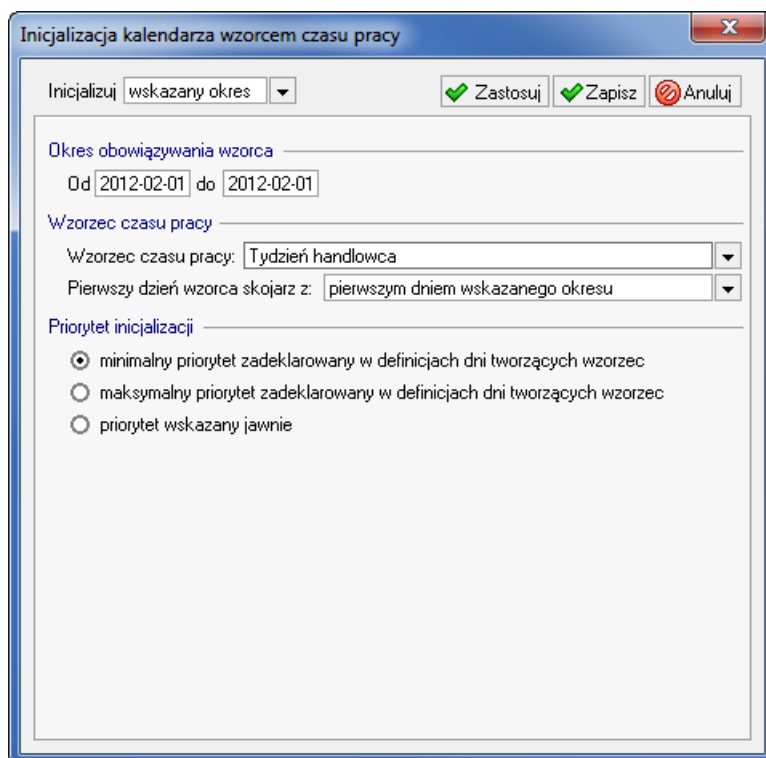 Inicjalizacja kalendarza wzorcem czasu pracy
Inicjalizuj wskazany okres Zastosuj Zapisz Anuluj
Okres obowiązywania wzorca
Od 2012-02-01 do 2012-02-01
Wzorzec czasu pracy
Wzorzec czasu pracy: Tydzień handlowca
Pierwszy dzień wzorca skojarz z: pierwszym dniem wskazanego okresu
Priorytet inicjalizacji
minimalny priorytet zadeklarowany w definicjach dni tworzących wzorzec
maksymalny priorytet zadeklarowany w definicjach dni tworzących wzorzec
priorytet wskazany jawnie